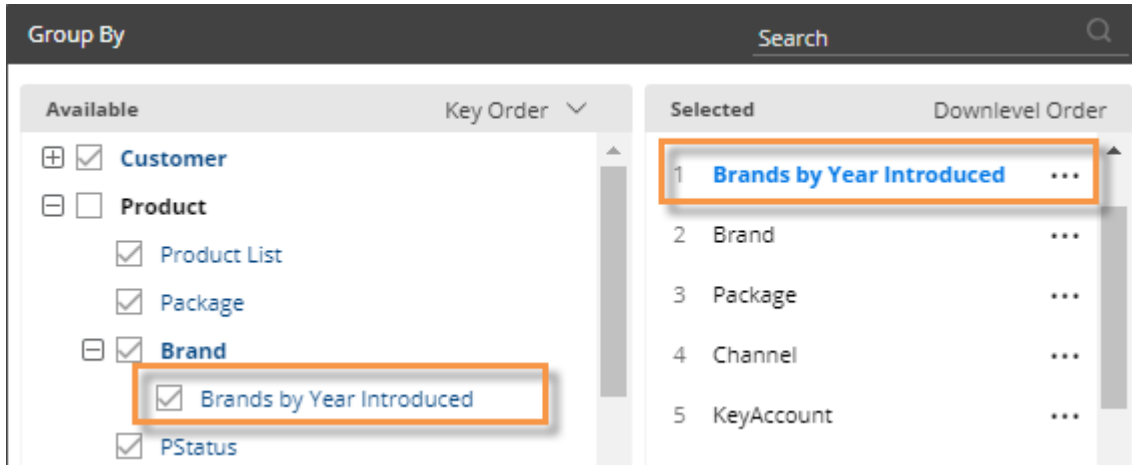 Group By
Search
Available
Key Order
Customer
Product
Product List
Package
Brand
Brands by Year Introduced
PStatus
Selected
Downlevel Order
1 Brands by Year Introduced ...
2 Brand ...
3 Package ...
4 Channel ...
5 KeyAccount ...